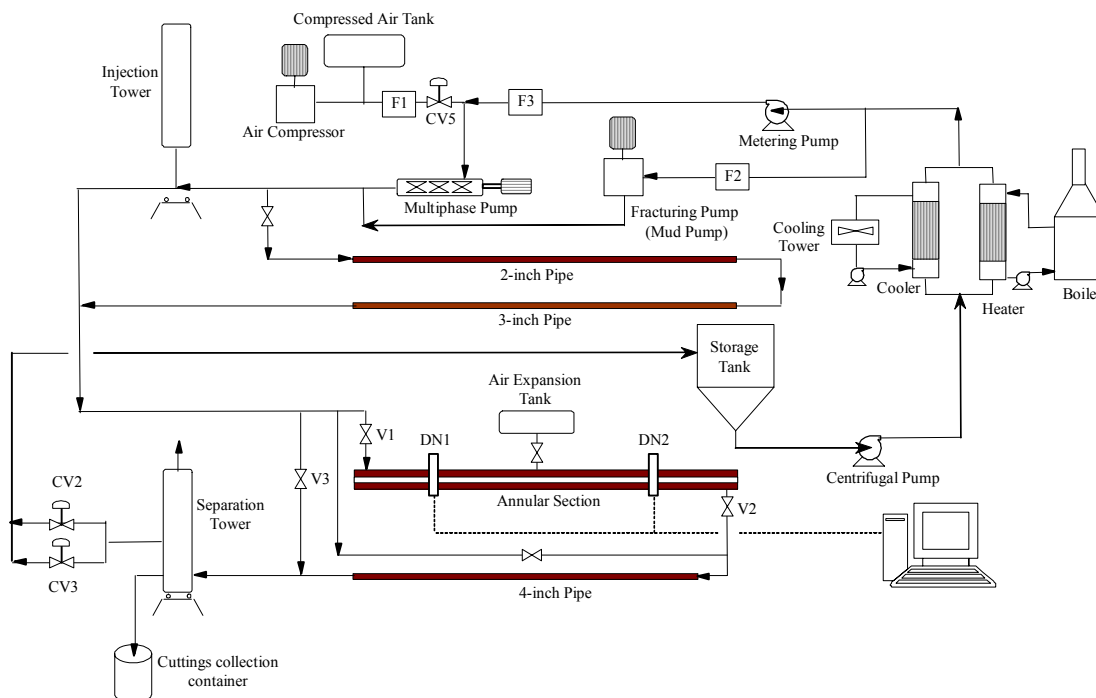 Compressed Air Tank
Injection
Tower
F1
F3
CV5
Air Compressor
Metering Pump
F2
Multiphase Pump
Fracturing Pump
(Mud Pump)
Cooling
Tower
Cooler
Heater
Boile
2-inch Pipe
3-inch Pipe
Storage
Tank
Air Expansion
Tank
V1
DN1
DN2
V3
Annular Section
V2
Centrifugal Pump
CV2
Separation
Tower
CV3
4-inch Pipe
Cuttings collection
container